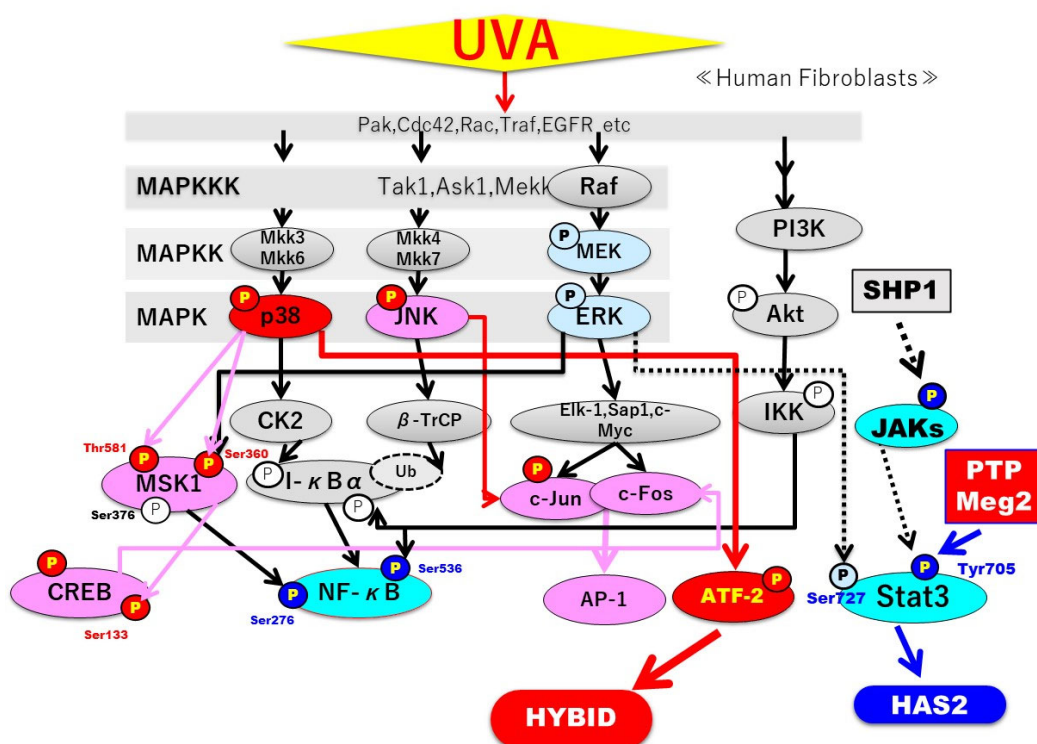 UVA
≪Human Fibroblasts≫
Pak,Cdc42,Rac,Traf,EGFR etc
MAPKKK
Tak1,Ask1,Mekk
Raf
MAPKK
Mkk3
Mkk6
Mkk4
Mkk7
P
MEK
PI3K
MAPK
P
p38
P
JNK
P
ERK
P
Akt
SHP1
CK2
β-TrCP
Elk-1,Sap1,c-
Myc
IKK
P
P
JAKs
Thr581
P
P
Ser360
MSK1
Ser376
P
P
I-κBα
P
Ub
P
c-Jun
c-Fos
PTP
Meg2
P
CREB
P
Ser133
P
Ser536
P
Ser276
NF-κB
AP-1
P
ATF-2
P
Ser727
P
Tyr705
Stat3
HYBID
HAS2